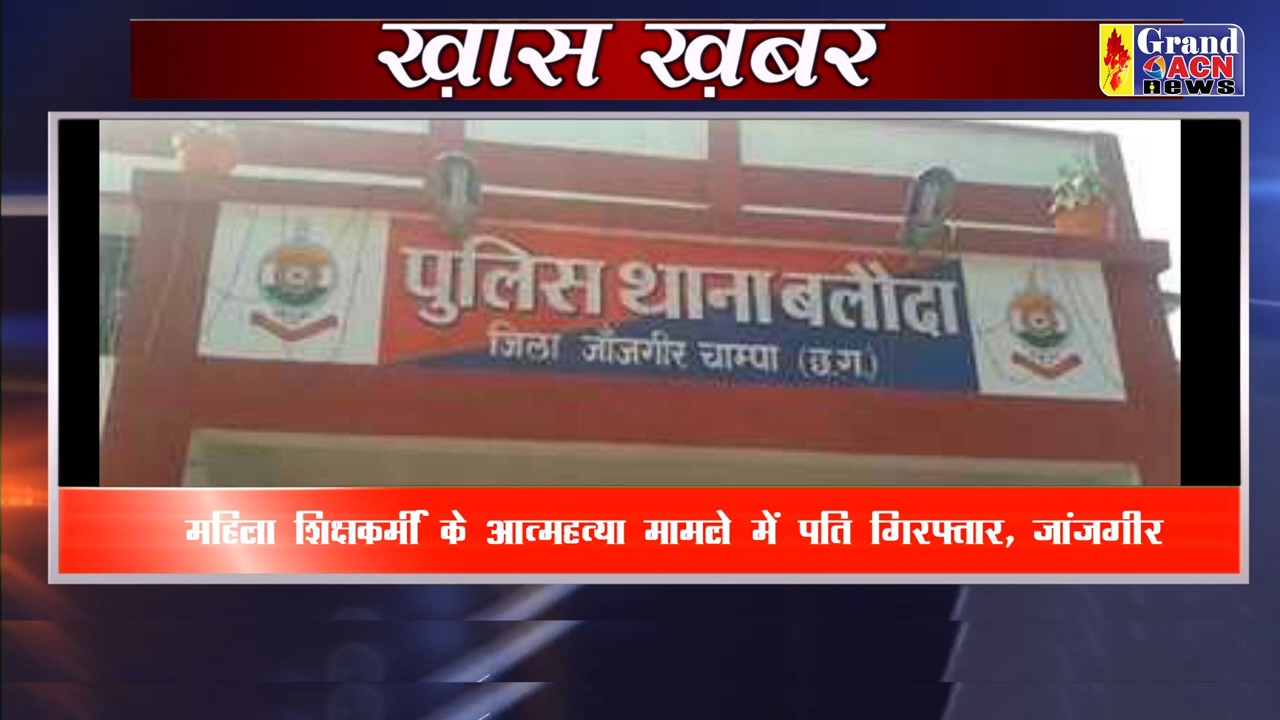 ख़ास ख़बर
Grand
ACN
news
पुलिस थाना बलौदा
जिला जाँजगीर चाम्पा (छ.ग.)
महिला शिक्षकर्मी के आत्महत्या मामले में पति गिरफ्तार, जांजगीर